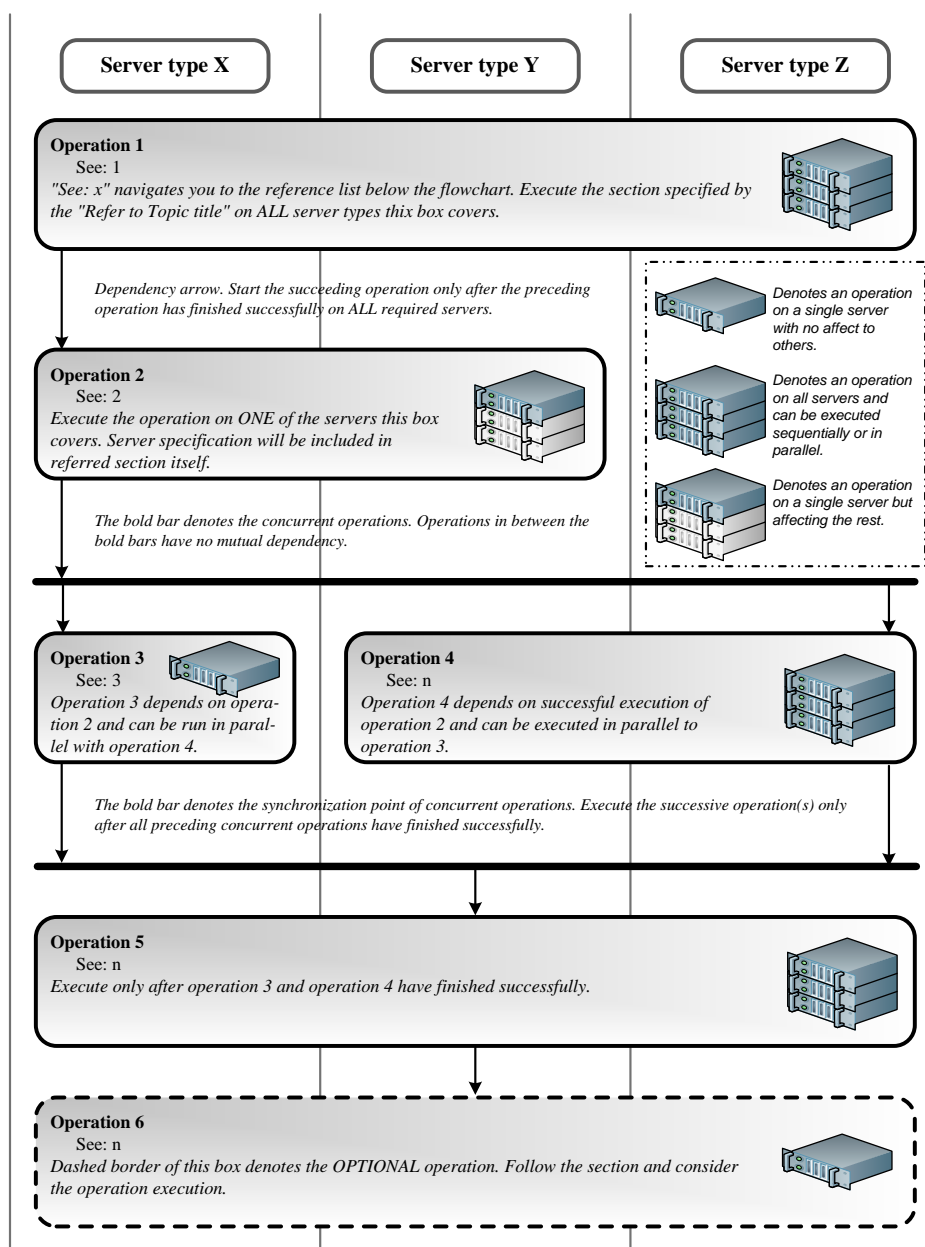 Server type X
Server type Y
Server type Z
Operation 1
See: 1
"See: x" navigates you to the reference list below the flowchart. Execute the section specified by
the "Refer to Topic title" on ALL server types thix box covers.
Dependency arrow. Start the succeeding operation only after the preceding
operation has finished successfully on ALL required servers.
Denotes an operation
on a single server
with no affect to
others.
Denotes an operation
on all servers and
can be executed
sequentially or in
parallel.
Denotes an operation
on a single server but
affecting the rest.
Operation 2
See: 2
Execute the operation on ONE of the servers this box
covers. Server specification will be included in
referred section itself.
The bold bar denotes the concurrent operations. Operations in between the
bold bars have no mutual dependency.
Operation 3
See: 3
Operation 3 depends on opera-
tion 2 and can be run in paral-
lel with operation 4.
Operation 4
See: n
Operation 4 depends on successful execution of
operation 2 and can be executed in parallel to
operation 3.
The bold bar denotes the synchronization point of concurrent operations. Execute the successive operation(s) only
after all preceding concurrent operations have finished successfully.
Operation 5
See: n
Execute only after operation 3 and operation 4 have finished successfully.
Operation 6
See: n
Dashed border of this box denotes the OPTIONAL operation. Follow the section and consider
the operation execution.